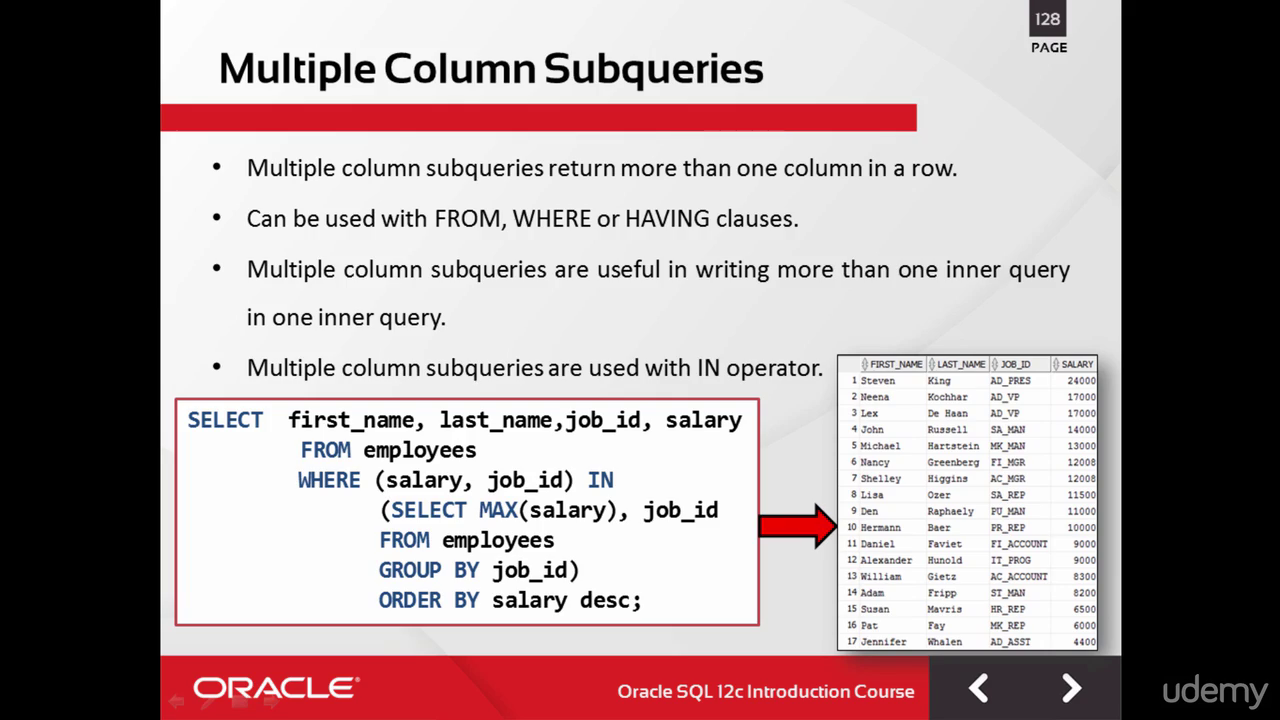 128
PAGE
Multiple Column Subqueries
• Multiple column subqueries return more than one column in a row.
• Can be used with FROM, WHERE or HAVING clauses.
• Multiple column subqueries are useful in writing more than one inner query
in one inner query.
• Multiple column subqueries are used with IN operator.
SELECT first_name, last_name,job_id, salary
FROM employees
WHERE (salary, job_id) IN
(SELECT MAX(salary), job_id
FROM employees
GROUP BY job_id)
ORDER BY salary desc;
FIRST_NAME LAST_NAME JOB_ID SALARY
1 Steven King AD_PRES 24000
2 Neena Kochhar AD_VP 17000
3 Lex De Haan AD_VP 17000
4 John Russell SA_MAN 14000
5 Michael Hartstein MK_MAN 13000
6 Nancy Greenberg FI_MGR 12008
7 Shelley Higgins AC_MGR 12008
8 Lisa Ozer SA_REP 11500
9 Den Raphaely PU_MAN 11000
10 Hermann Baer PR_REP 10000
11 Daniel Faviet FI_ACCOUNT 9000
12 Alexander Hunold IT_PROG 9000
13 William Gietz AC_ACCOUNT 8300
14 Adam Fripp ST_MAN 8200
15 Susan Mavris HR_REP 6500
16 Pat Fay MK_REP 6000
17 Jennifer Whalen AD_ASST 4400
ORACLE®
Oracle SQL 12c Introduction Course
udemy